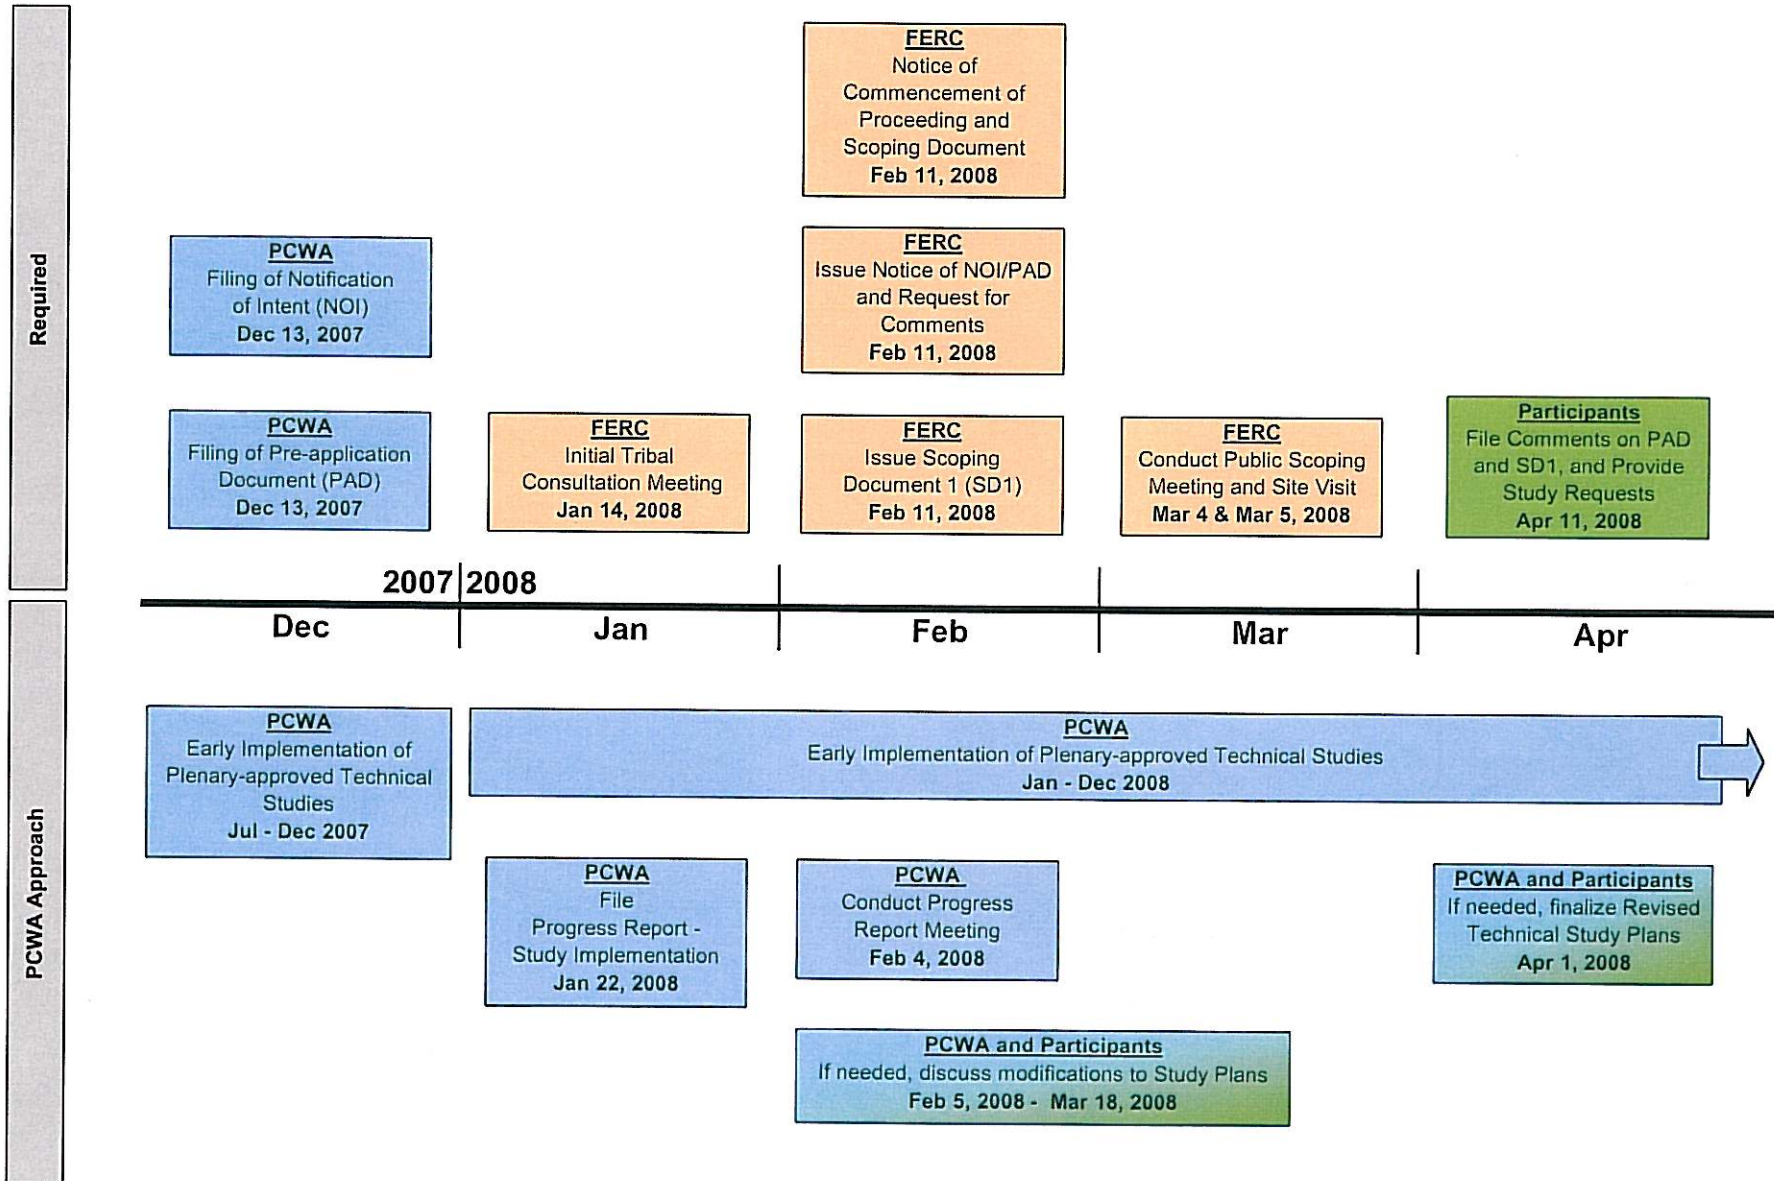 Required
FERC
Notice of
Commencement of
Proceeding and
Scoping Document
Feb 11, 2008
PCWA
Filing of Notification
of Intent (NOI)
Dec 13, 2007
FERC
Issue Notice of NOI/PAD
and Request for
Comments
Feb 11, 2008
PCWA
Filing of Pre-application
Document (PAD)
Dec 13, 2007
FERC
Initial Tribal
Consultation Meeting
Jan 14, 2008
FERC
Issue Scoping
Document 1 (SD1)
Feb 11, 2008
FERC
Conduct Public Scoping
Meeting and Site Visit
Mar 4 & Mar 5, 2008
Participants
File Comments on PAD
and SD1, and Provide
Study Requests
Apr 11, 2008
2007 2008
Dec Jan Feb Mar Apr
PCWA Approach
PCWA
Early Implementation of
Plenary-approved Technical
Studies
Jul - Dec 2007
PCWA
Early Implementation of Plenary-approved Technical Studies
Jan - Dec 2008
PCWA
File
Progress Report -
Study Implementation
Jan 22, 2008
PCWA
Conduct Progress
Report Meeting
Feb 4, 2008
PCWA and Participants
If needed, finalize Revised
Technical Study Plans
Apr 1, 2008
PCWA and Participants
If needed, discuss modifications to Study Plans
Feb 5, 2008 - Mar 18, 2008